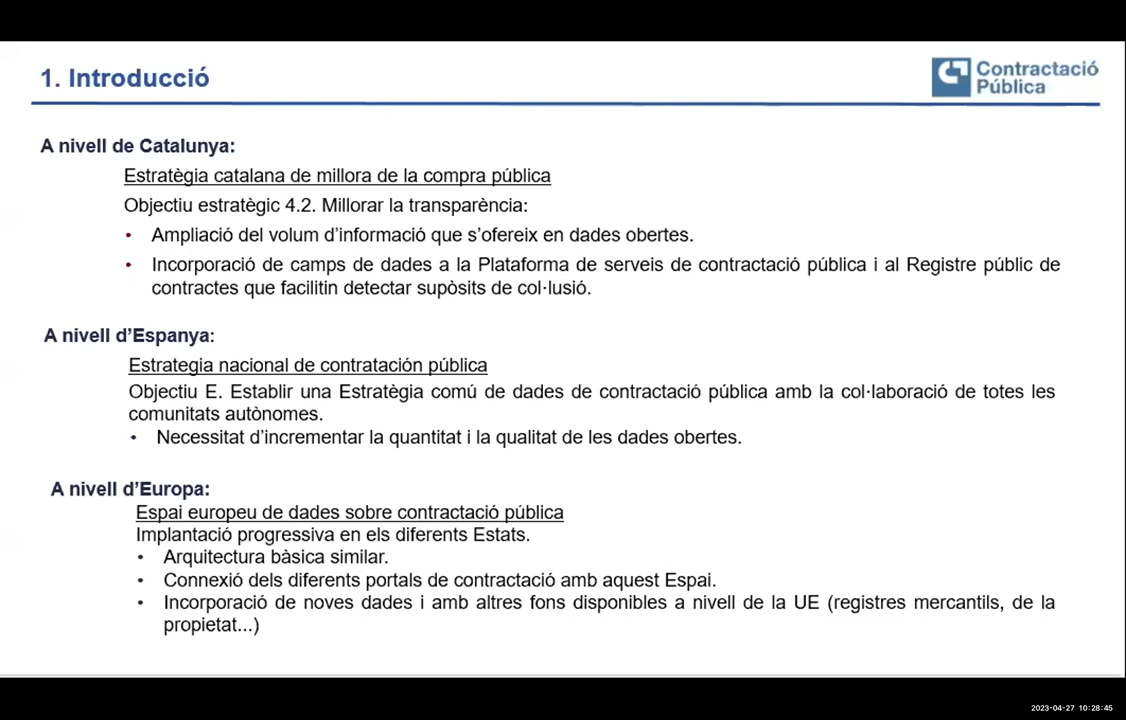 1. Introducció
Contractació
Pública
A nivell de Catalunya:
Estratègia catalana de millora de la compra pública
Objectiu estratègic 4.2. Millorar la transparència:
• Ampliació del volum d’informació que s’ofereix en dades obertes.
• Incorporació de camps de dades a la Plataforma de serveis de contractació pública i al Registre públic de
contractes que facilitin detectar supòsits de col·lusió.
A nivell d’Espanya:
Estrategia nacional de contratación pública
Objectiu E. Establir una Estratègia comú de dades de contractació pública amb la col·laboració de totes les
comunitats autònomes.
• Necessitat d’incrementar la quantitat i la qualitat de les dades obertes.
A nivell d’Europa:
Espai europeu de dades sobre contractació pública
Implantació progressiva en els diferents Estats.
• Arquitectura bàsica similar.
• Connexió dels diferents portals de contractació amb aquest Espai.
• Incorporació de noves dades i amb altres fons disponibles a nivell de la UE (registres mercantils, de la
propietat...)
2023-04-27 10:28:45